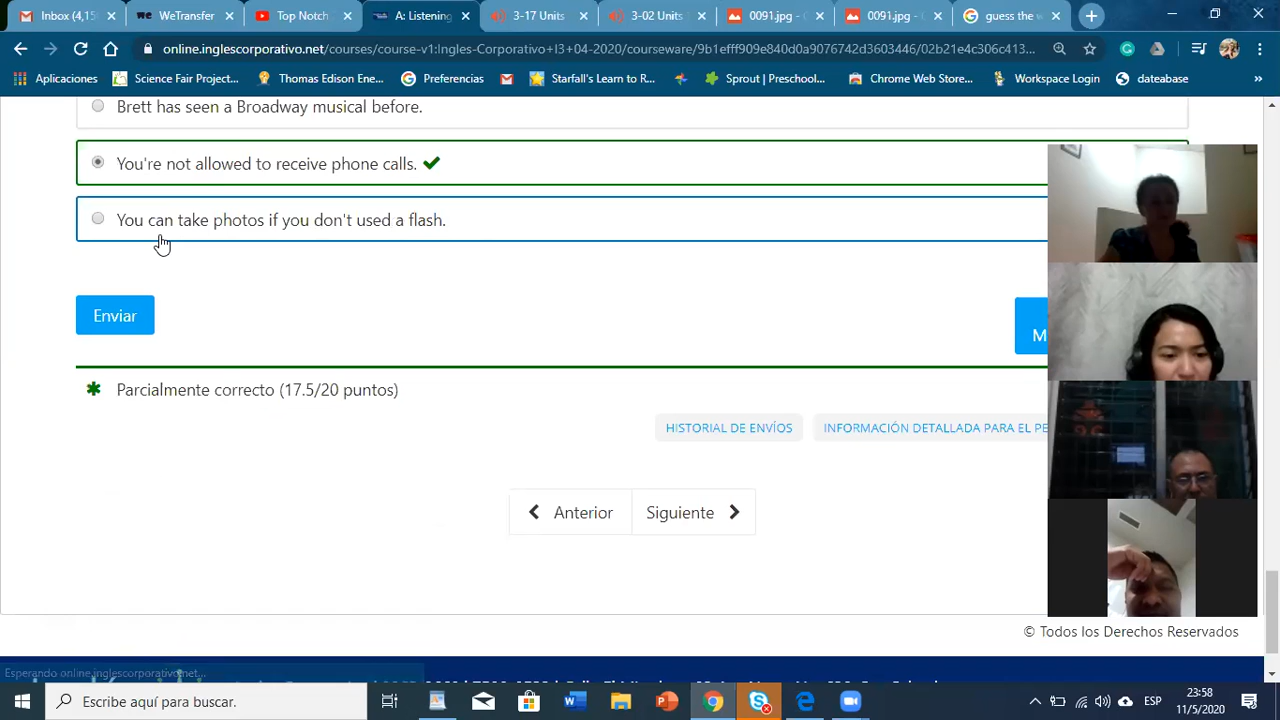 Inbox (4,15
WeTransfer
Top Notch
A: Listening
3-17 Units
3-02 Units
0091.jpg - G
0091.jpg -
guess the w
online.inglescorporativo.net/courses/course-v1:Ingles-Corporativo+I3+04-2020/courseware/9b1efff909e840d0a9076742d3603446/02b21e4c306c413...
Aplicaciones
Science Fair Project...
Thomas Edison Ene...
Preferencias
Starfall's Learn to R...
Sprout | Preschool...
Chrome Web Store...
Workspace Login
dateabase
Brett has seen a Broadway musical before.
You're not allowed to receive phone calls.
You can take photos if you don't used a flash.
Enviar
M
Parcialmente correcto (17.5/20 puntos)
HISTORIAL DE ENVÍOS
INFORMACIÓN DETALLADA PARA EL PE
Anterior
Siguiente
© Todos los Derechos Reservados
Esperando online.inglescorporativo.net...
Escribe aquí para buscar.
ESP
23:58
11/5/2020